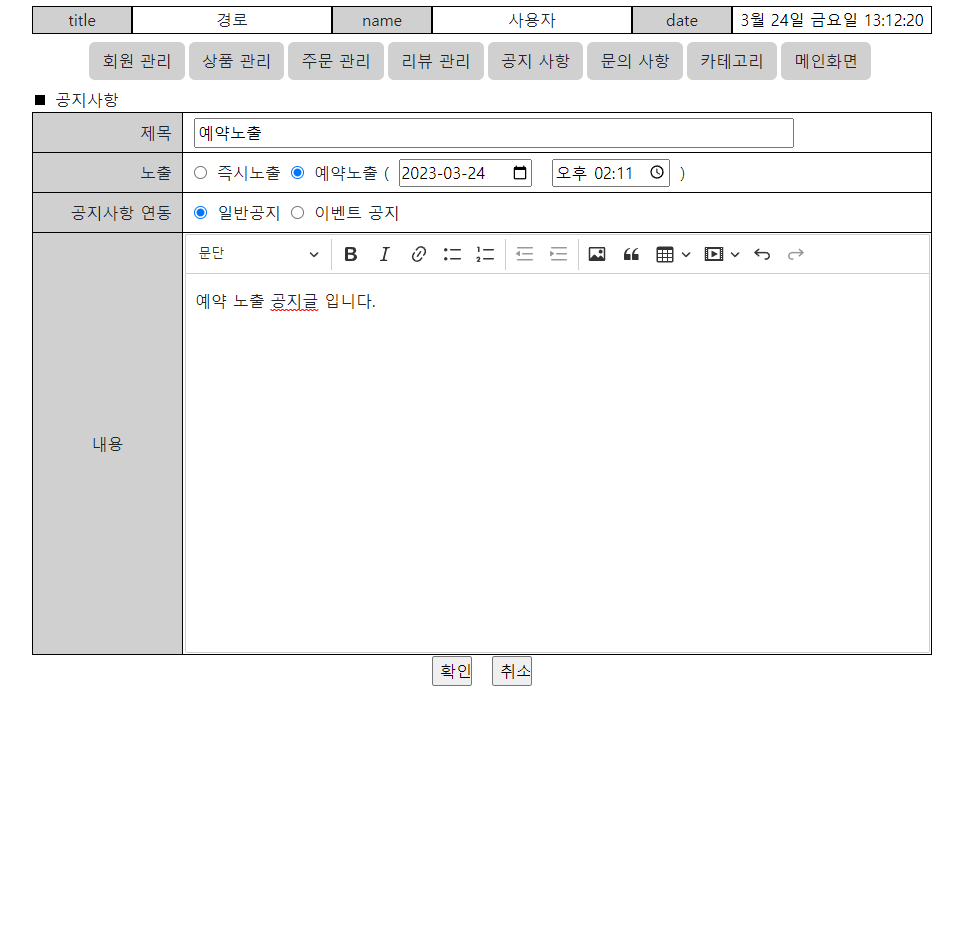 title 경로 name 사용자 date 3월 24일 금요일 13:12:20
회원 관리 상품 관리 주문 관리 리뷰 관리 공지 사항 문의 사항 카테고리 메인화면
■ 공지사항
제목 예약노출
노출 즉시노출 예약노출 ( 2023-03-24 오후 02:11 )
공지사항 연동 일반공지 이벤트 공지
문단
예약 노출 공지글 입니다.
내용
확인 취소